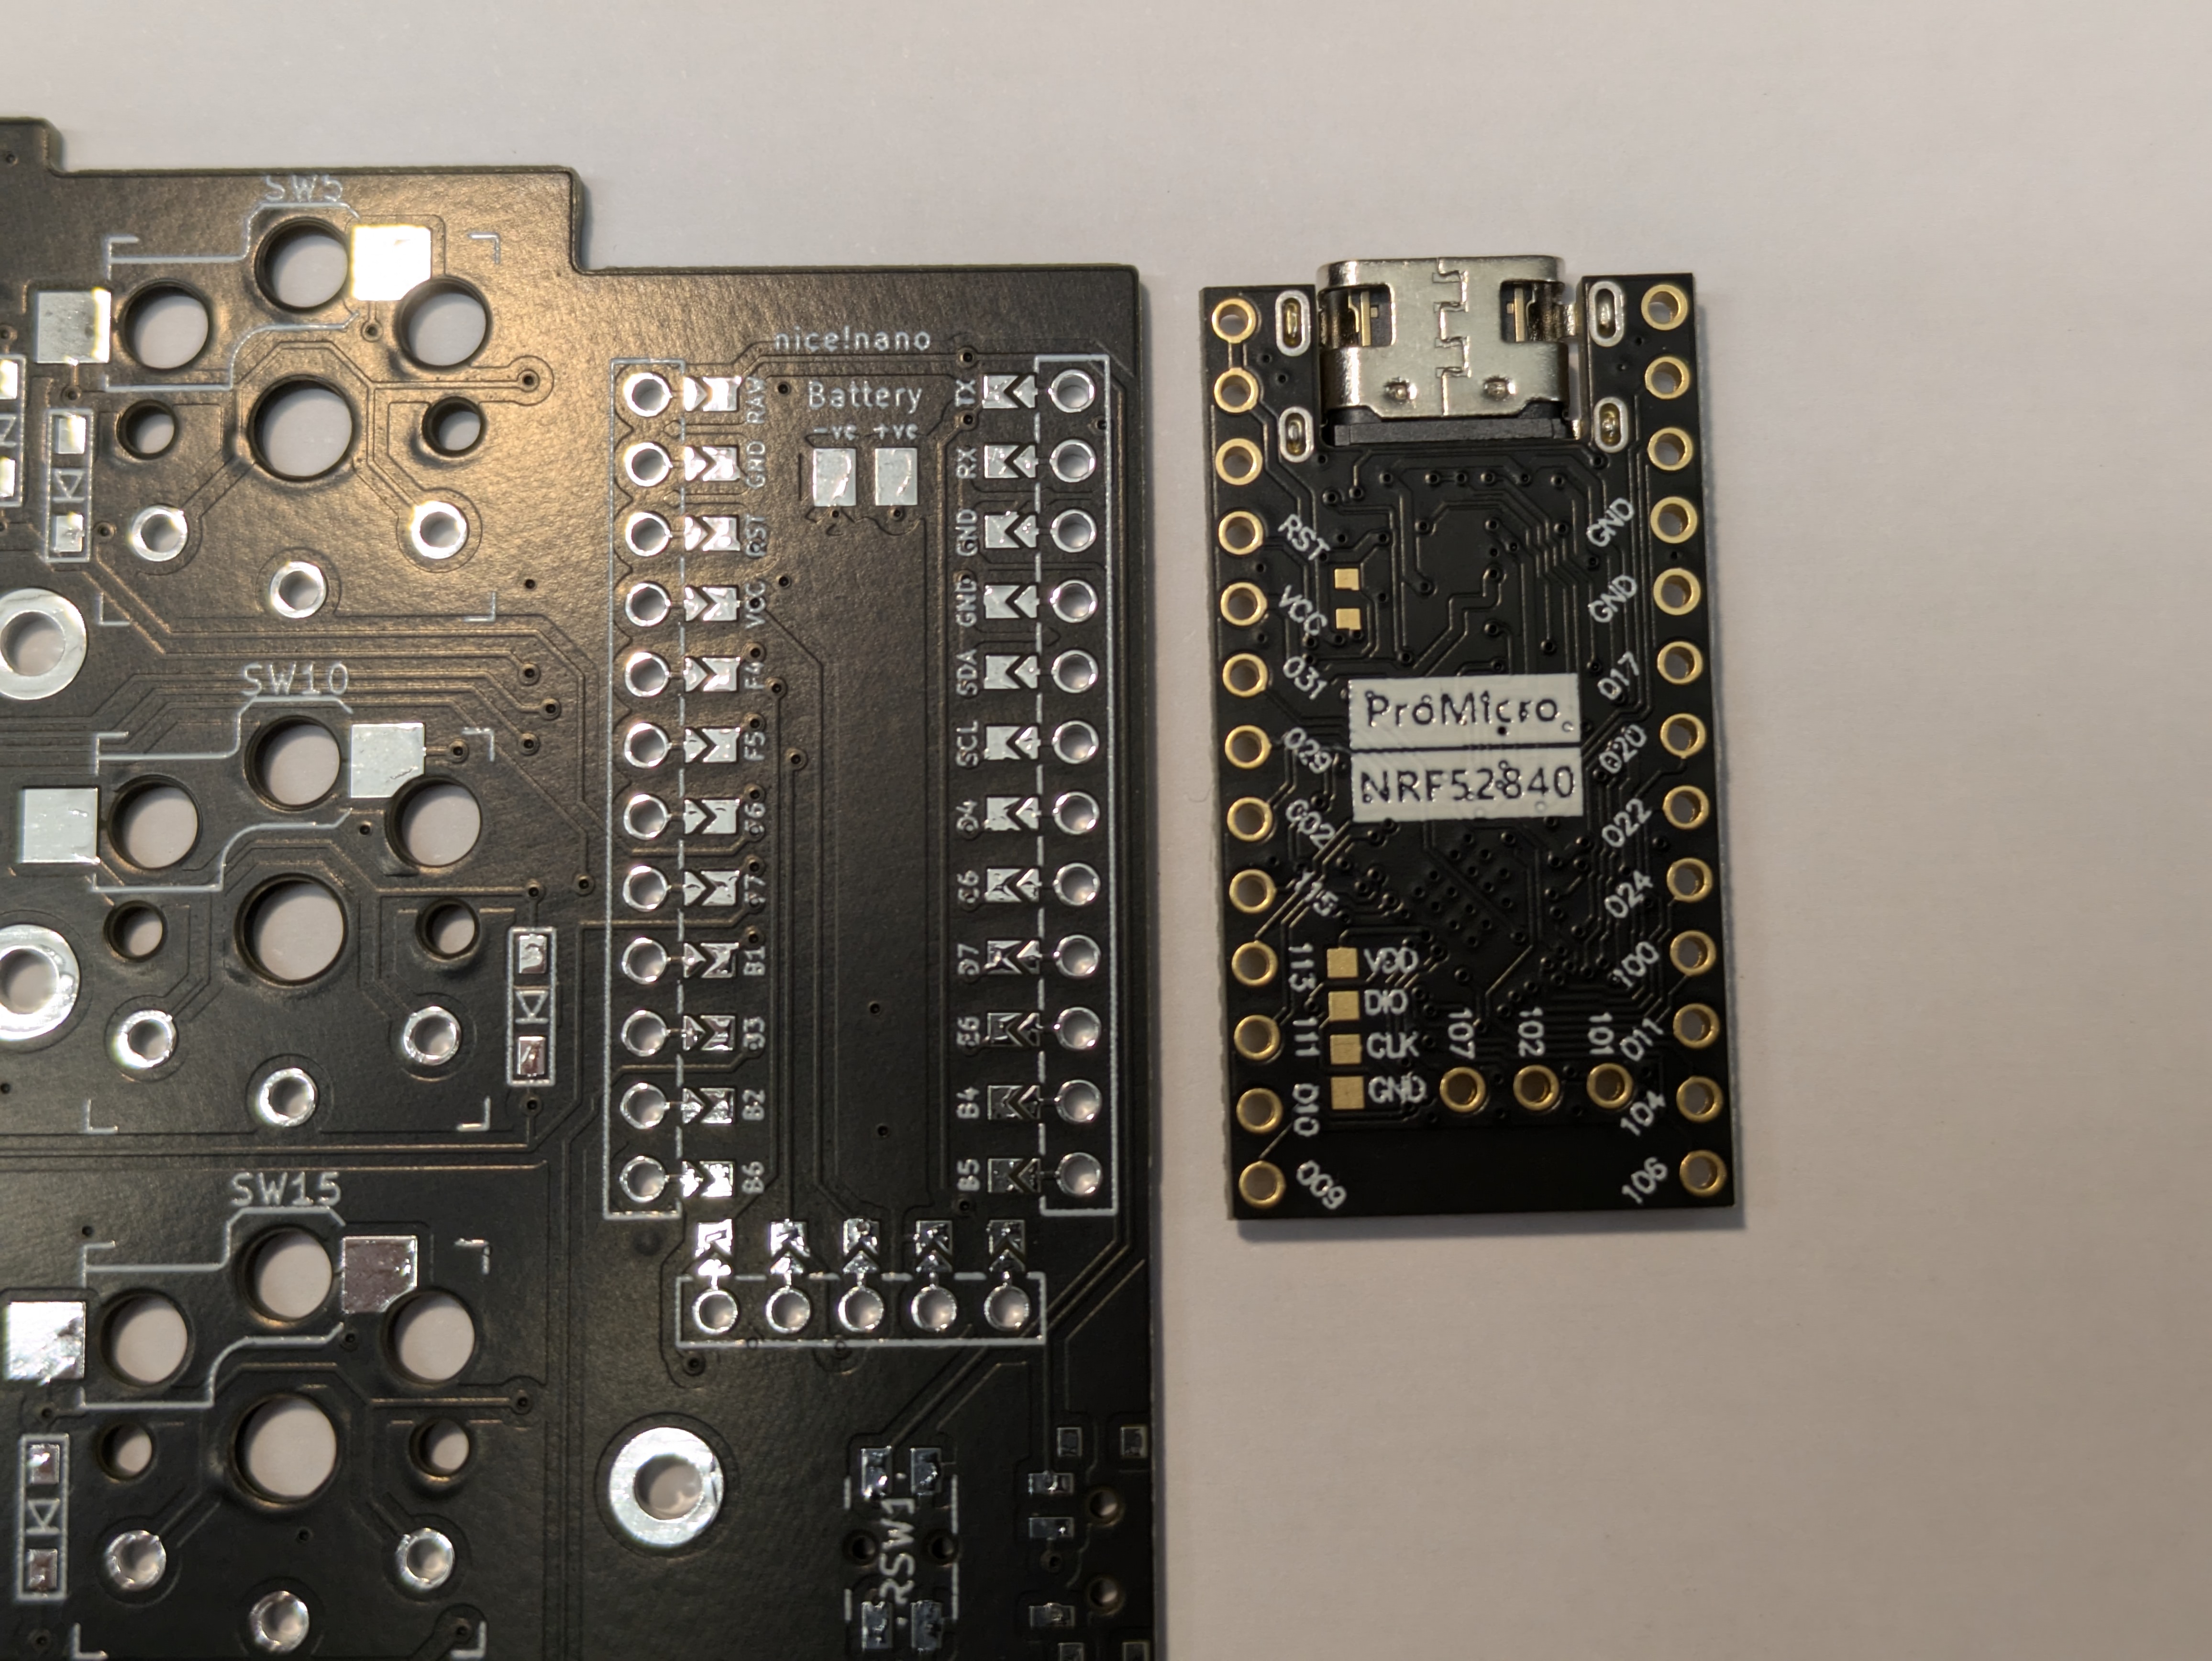 SW5
nice!nano
Battery
-ve +ve
RAW
GND
RST
VCC
F4
F5
F6
F7
B1
B3
B2
B6
TX
RX
GND
GND
SDA
SCL
D4
C6
D7
E6
B4
B5
SW10
SW15
RSW1
RST
VCC
031
029
002
115
113
111
010
009
GND
GND
017
020
022
024
100
011
104
106
ProMicro
NRF52840
VDD
DIO
CLK
GND
107
102
101